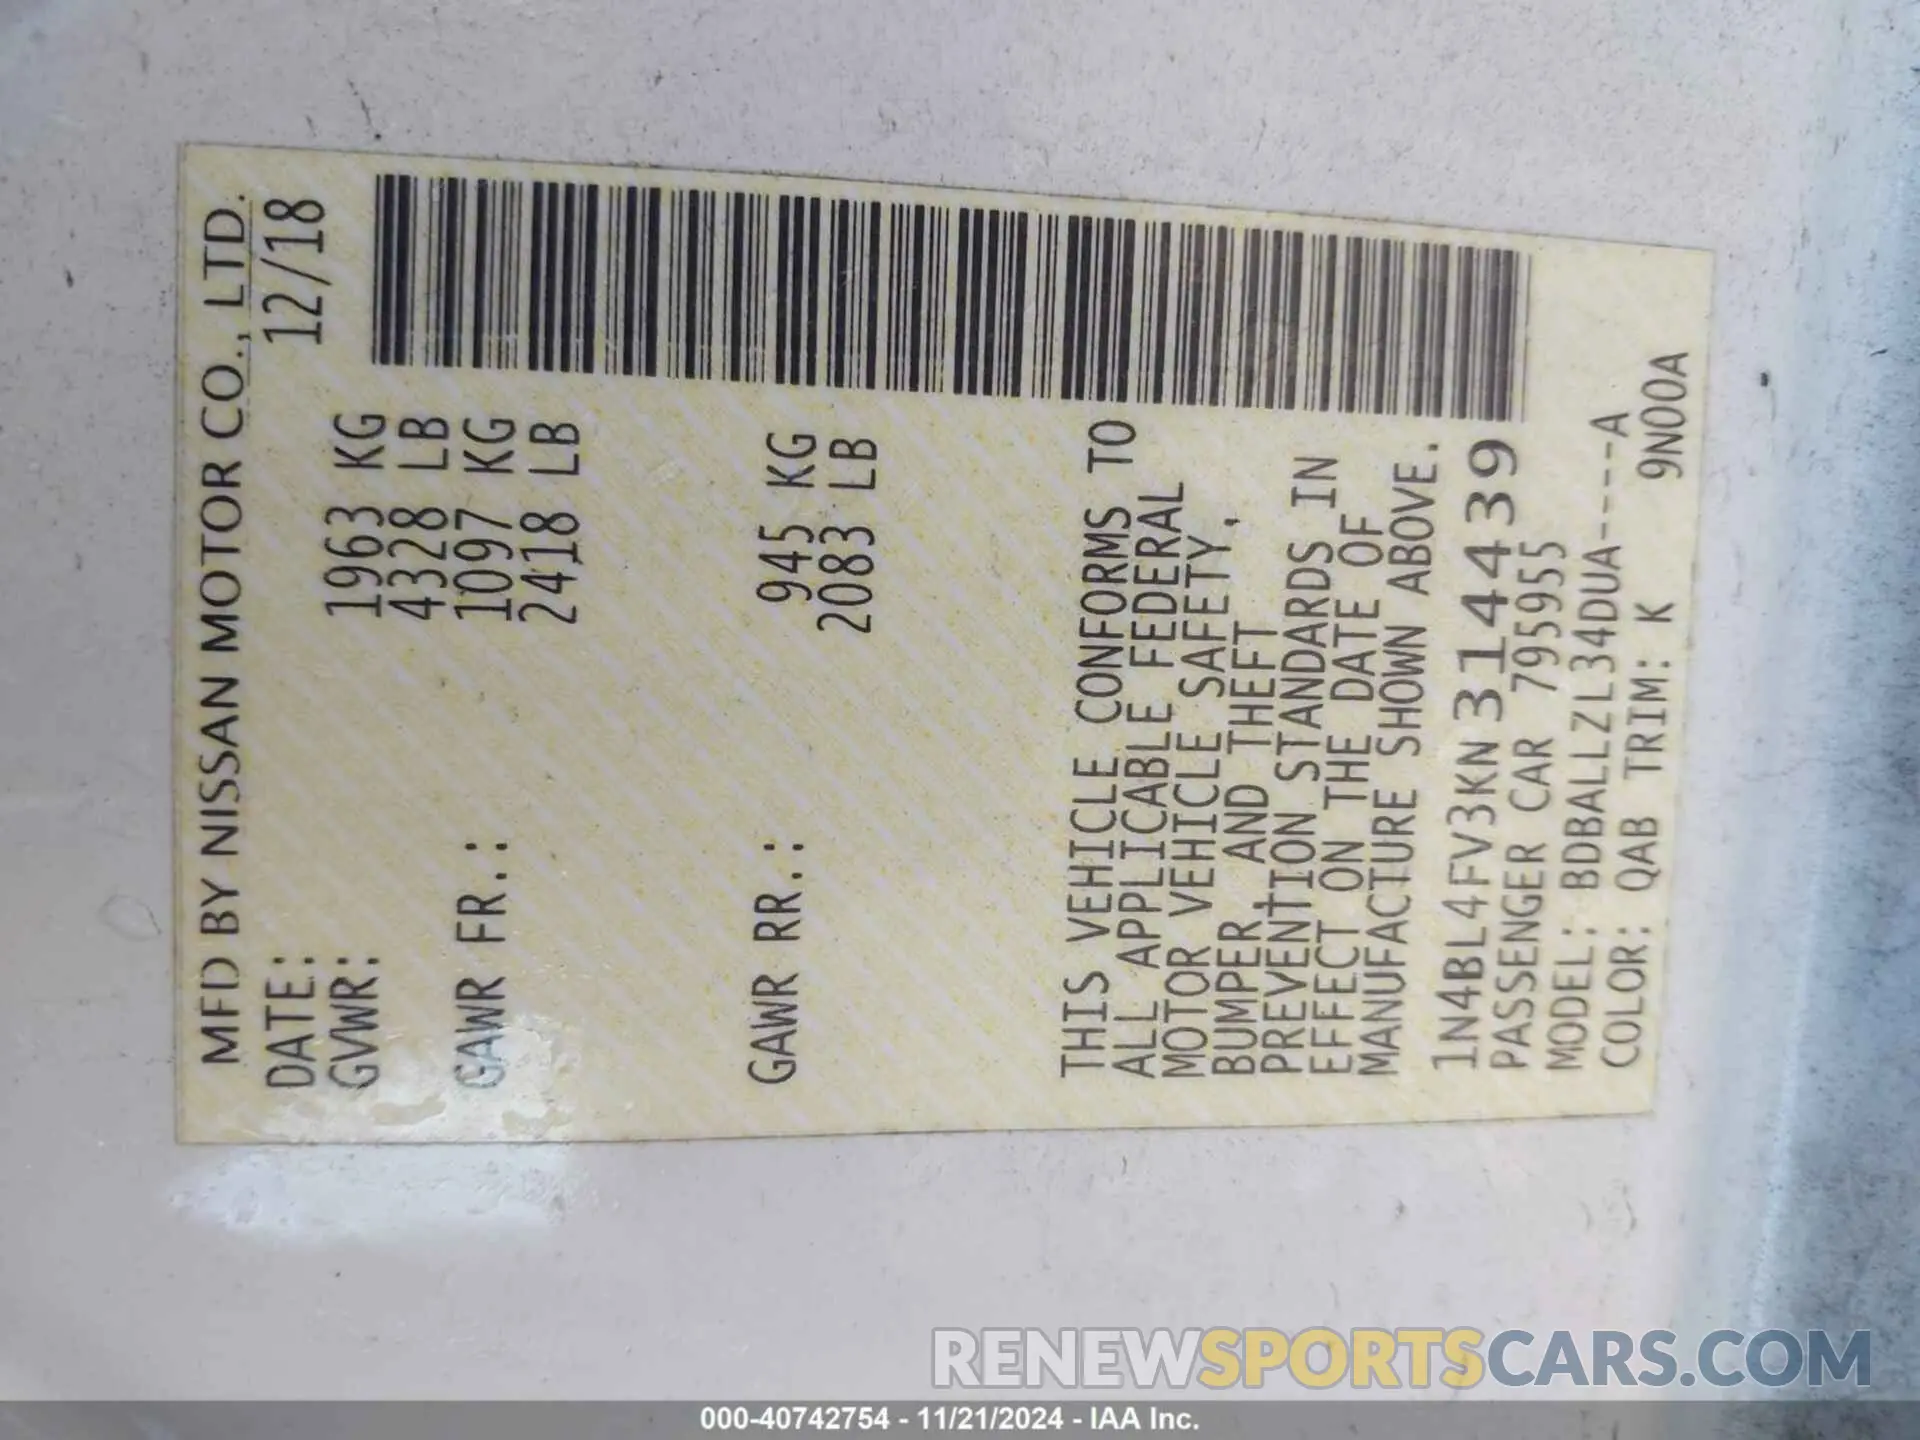 MFD BY NISSAN MOTOR CO., LTD.
DATE: 12/18
GVWR: 1963 KG
4328 LB
GAWR FR.: 1097 KG
2418 LB
GAWR RR.: 945 KG
2083 LB
THIS VEHICLE CONFORMS TO
ALL APPLICABLE FEDERAL
MOTOR VEHICLE SAFETY,
BUMPER, AND THEFT
PREVENTION STANDARDS IN
EFFECT ON THE DATE OF
MANUFACTURE SHOWN ABOVE.
1N4BL4FV3KN314439
PASSENGER CAR 795955
MODEL: BDBALLZL34DUA----A
COLOR: QAB TRIM: K 9N00A
RENEWSPORTSCARS.COM
000-40742754 - 11/21/2024 - IAA Inc.